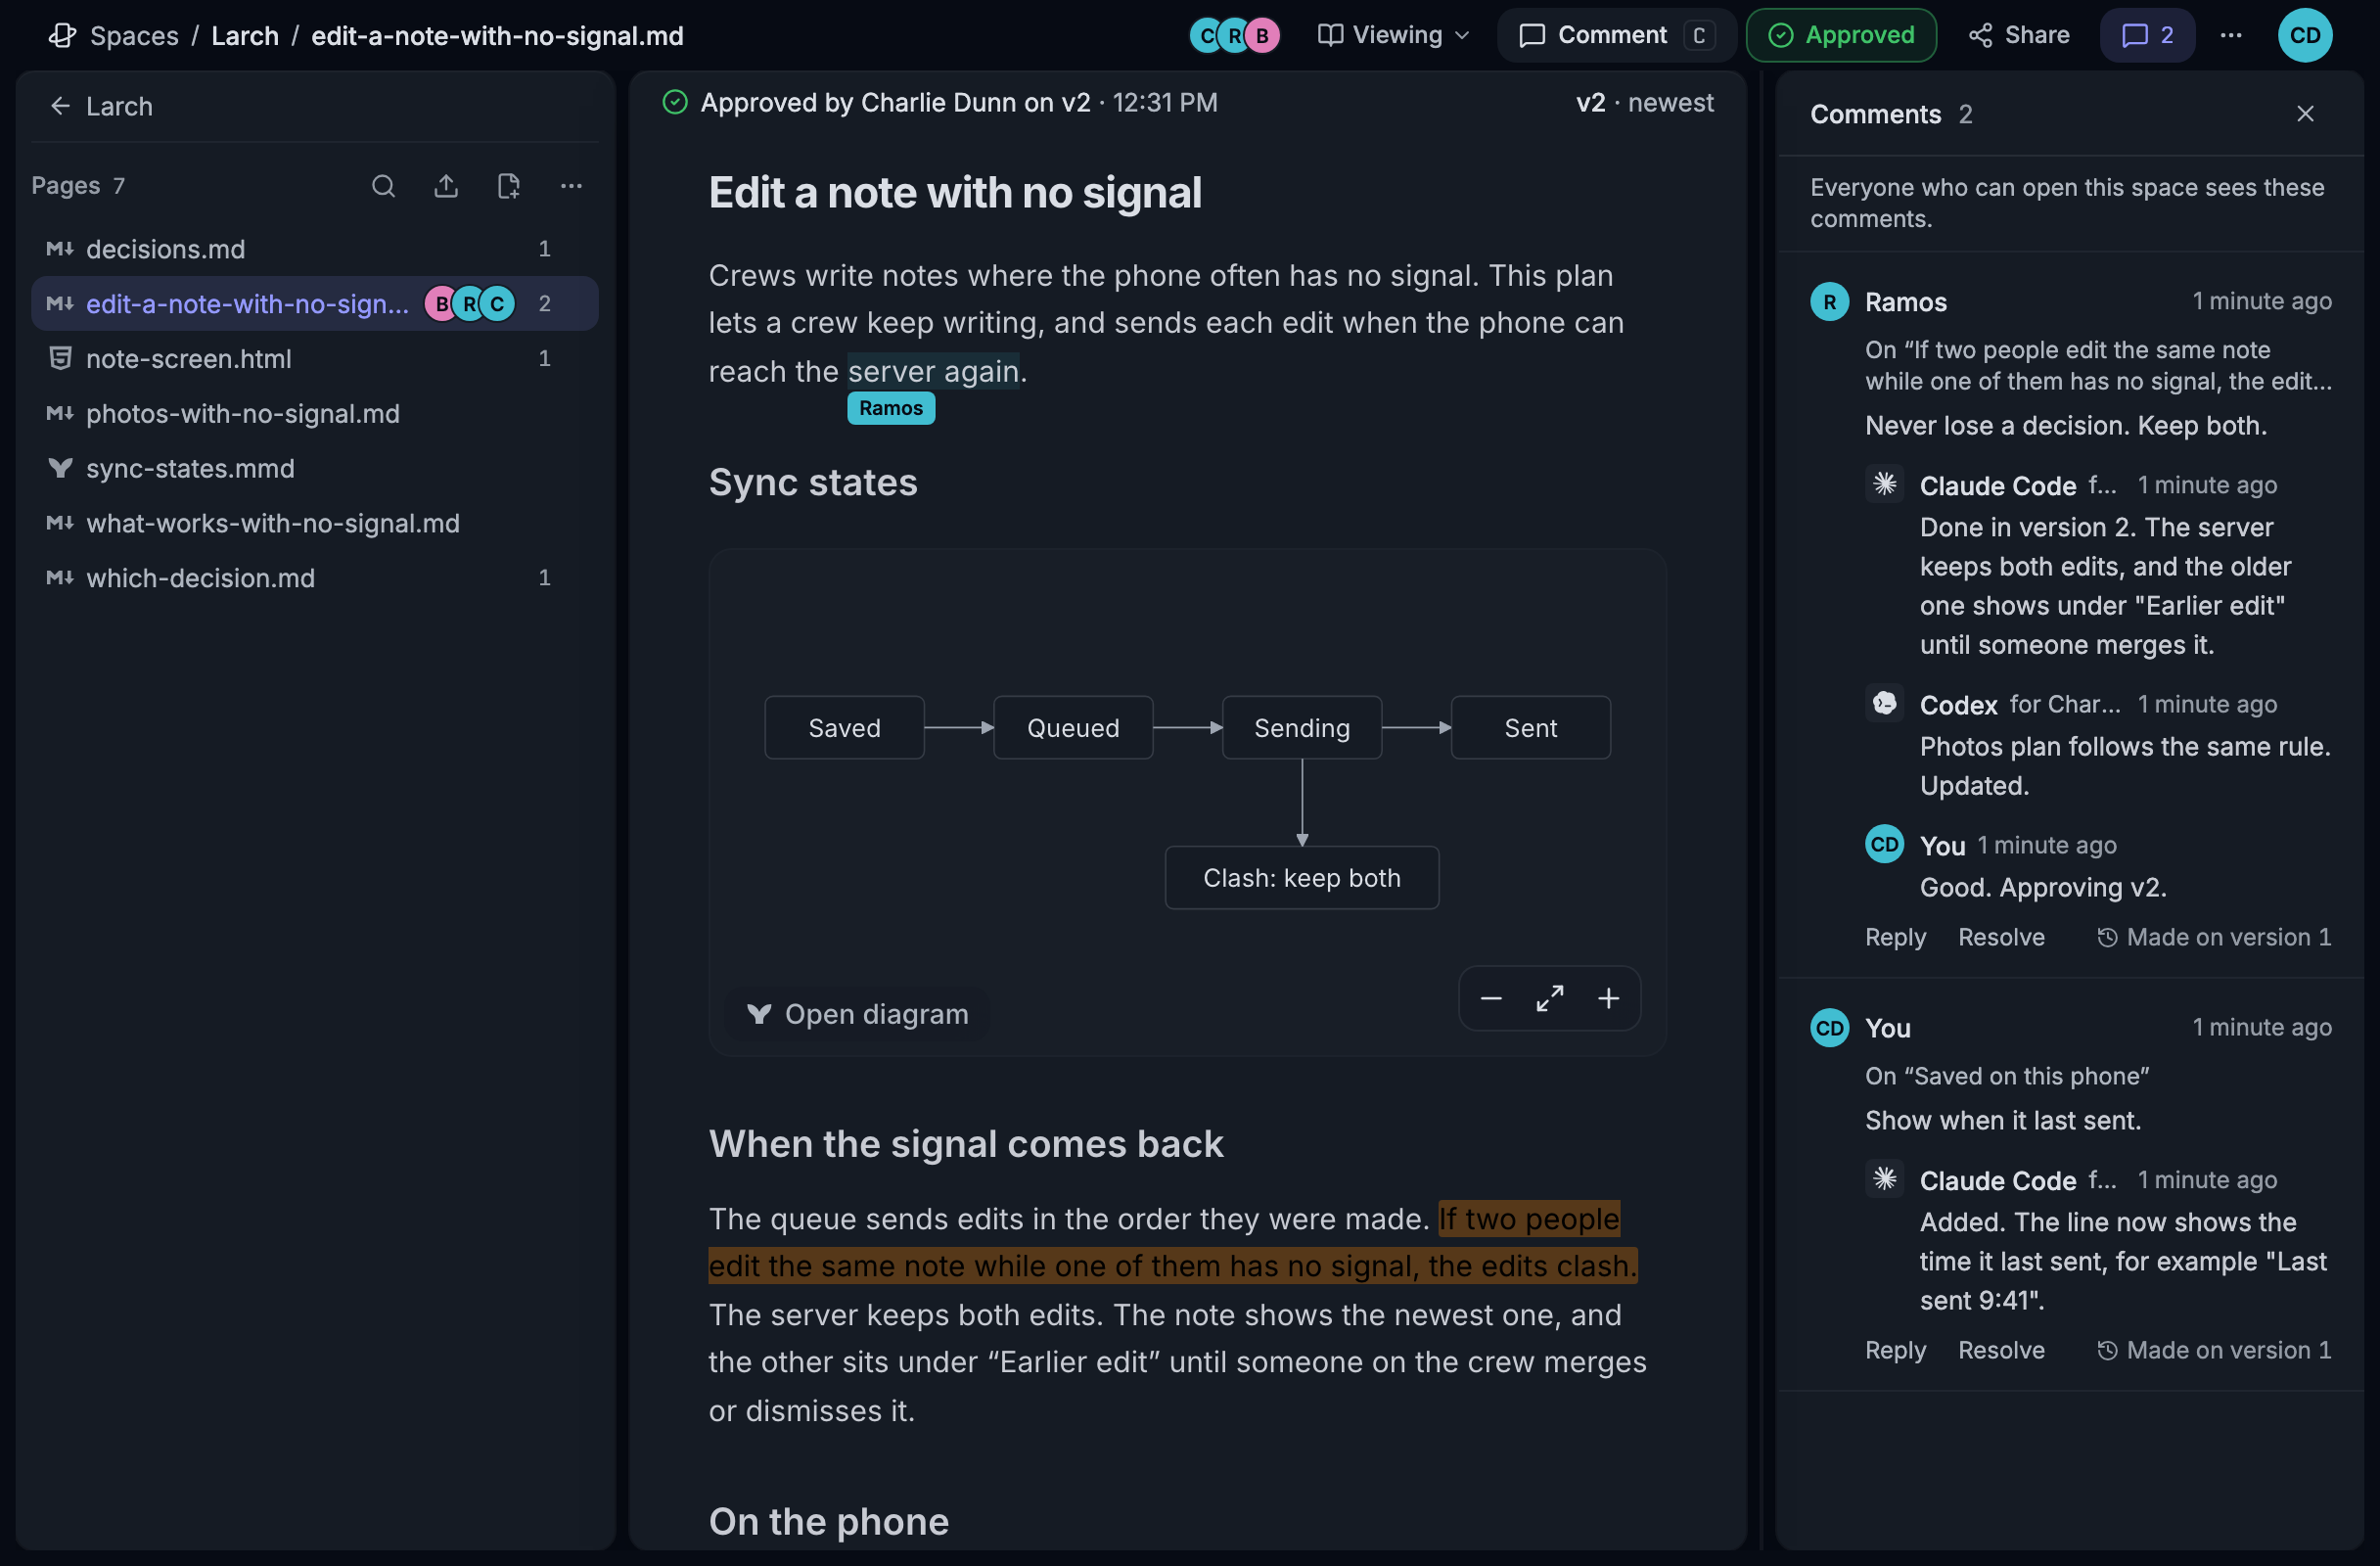 Spaces / Larch / edit-a-note-with-no-signal.md
C R B
Viewing
Comment C
Approved
Share
2
CD
Larch
Pages 7
decisions.md 1
edit-a-note-with-no-sign... B R C 2
note-screen.html 1
photos-with-no-signal.md
sync-states.mmd
what-works-with-no-signal.md
which-decision.md 1
Approved by Charlie Dunn on v2 · 12:31 PM
v2 · newest
Edit a note with no signal
Crews write notes where the phone often has no signal. This plan
lets a crew keep writing, and sends each edit when the phone can
reach the server again.
Ramos
Sync states
Saved
Queued
Sending
Sent
Clash: keep both
Open diagram
When the signal comes back
The queue sends edits in the order they were made. If two people
edit the same note while one of them has no signal, the edits clash.
The server keeps both edits. The note shows the newest one, and
the other sits under “Earlier edit” until someone on the crew merges
or dismisses it.
On the phone
Comments 2
Everyone who can open this space sees these
comments.
R Ramos 1 minute ago
On “If two people edit the same note
while one of them has no signal, the edit...
Never lose a decision. Keep both.
Claude Code f... 1 minute ago
Done in version 2. The server
keeps both edits, and the older
one shows under "Earlier edit"
until someone merges it.
Codex for Char... 1 minute ago
Photos plan follows the same rule.
Updated.
CD You 1 minute ago
Good. Approving v2.
Reply Resolve Made on version 1
CD You 1 minute ago
On “Saved on this phone”
Show when it last sent.
Claude Code f... 1 minute ago
Added. The line now shows the
time it last sent, for example "Last
sent 9:41".
Reply Resolve Made on version 1